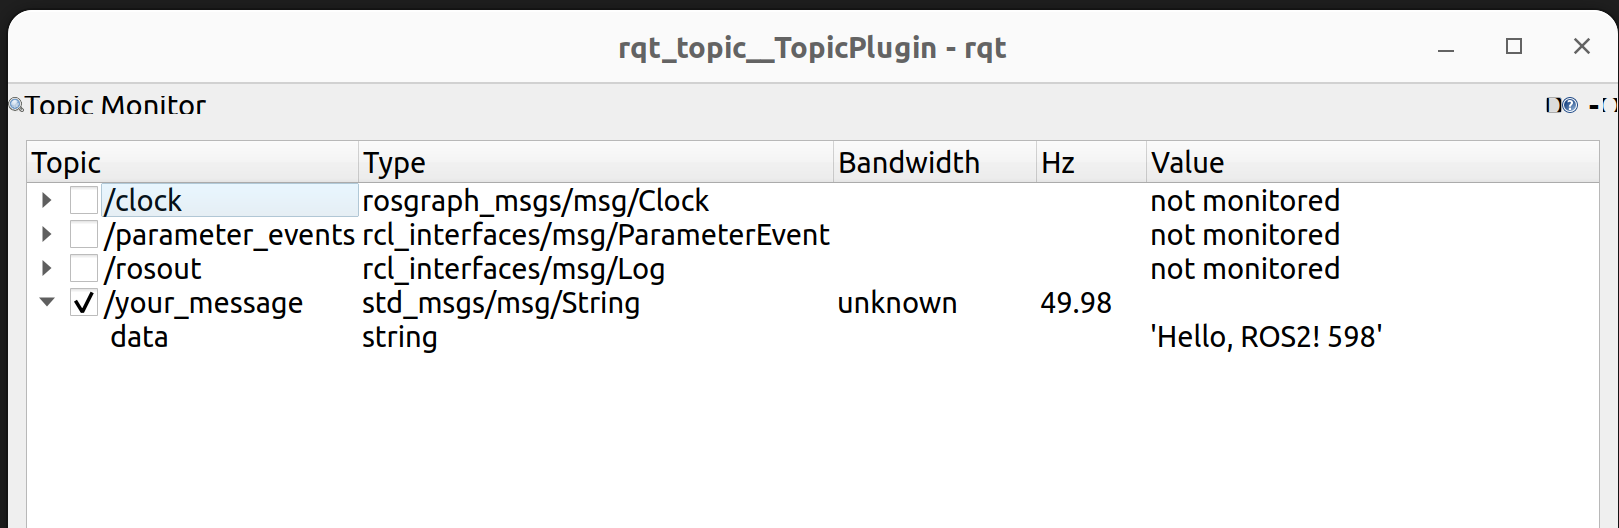 rqt_topic__TopicPlugin - rqt
Topic Monitor
Topic Type Bandwidth Hz Value
/clock rosgraph_msgs/msg/Clock not monitored
/parameter_events rcl_interfaces/msg/ParameterEvent not monitored
/rosout rcl_interfaces/msg/Log not monitored
/your_message std_msgs/msg/String unknown 49.98
data string 'Hello, ROS2! 598'